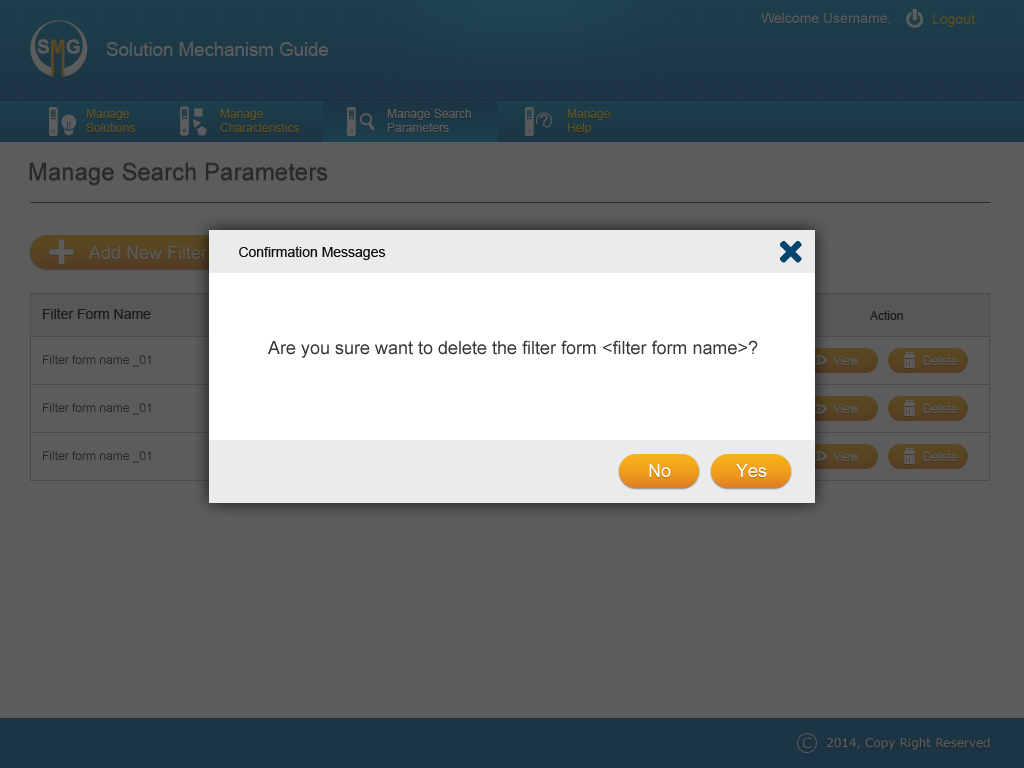 Welcome Username,
Logout
SMG
Solution Mechanism Guide
Manage
Solutions
Manage
Characteristics
Manage Search
Parameters
Manage
Help
Manage Search Parameters
Add New Filter
Confirmation Messages
Are you sure want to delete the filter form <filter form name>?
No
Yes
Filter Form Name
Action
Filter form name _01
View
Delete
Filter form name _01
View
Delete
Filter form name _01
View
Delete
© 2014, Copy Right Reserved